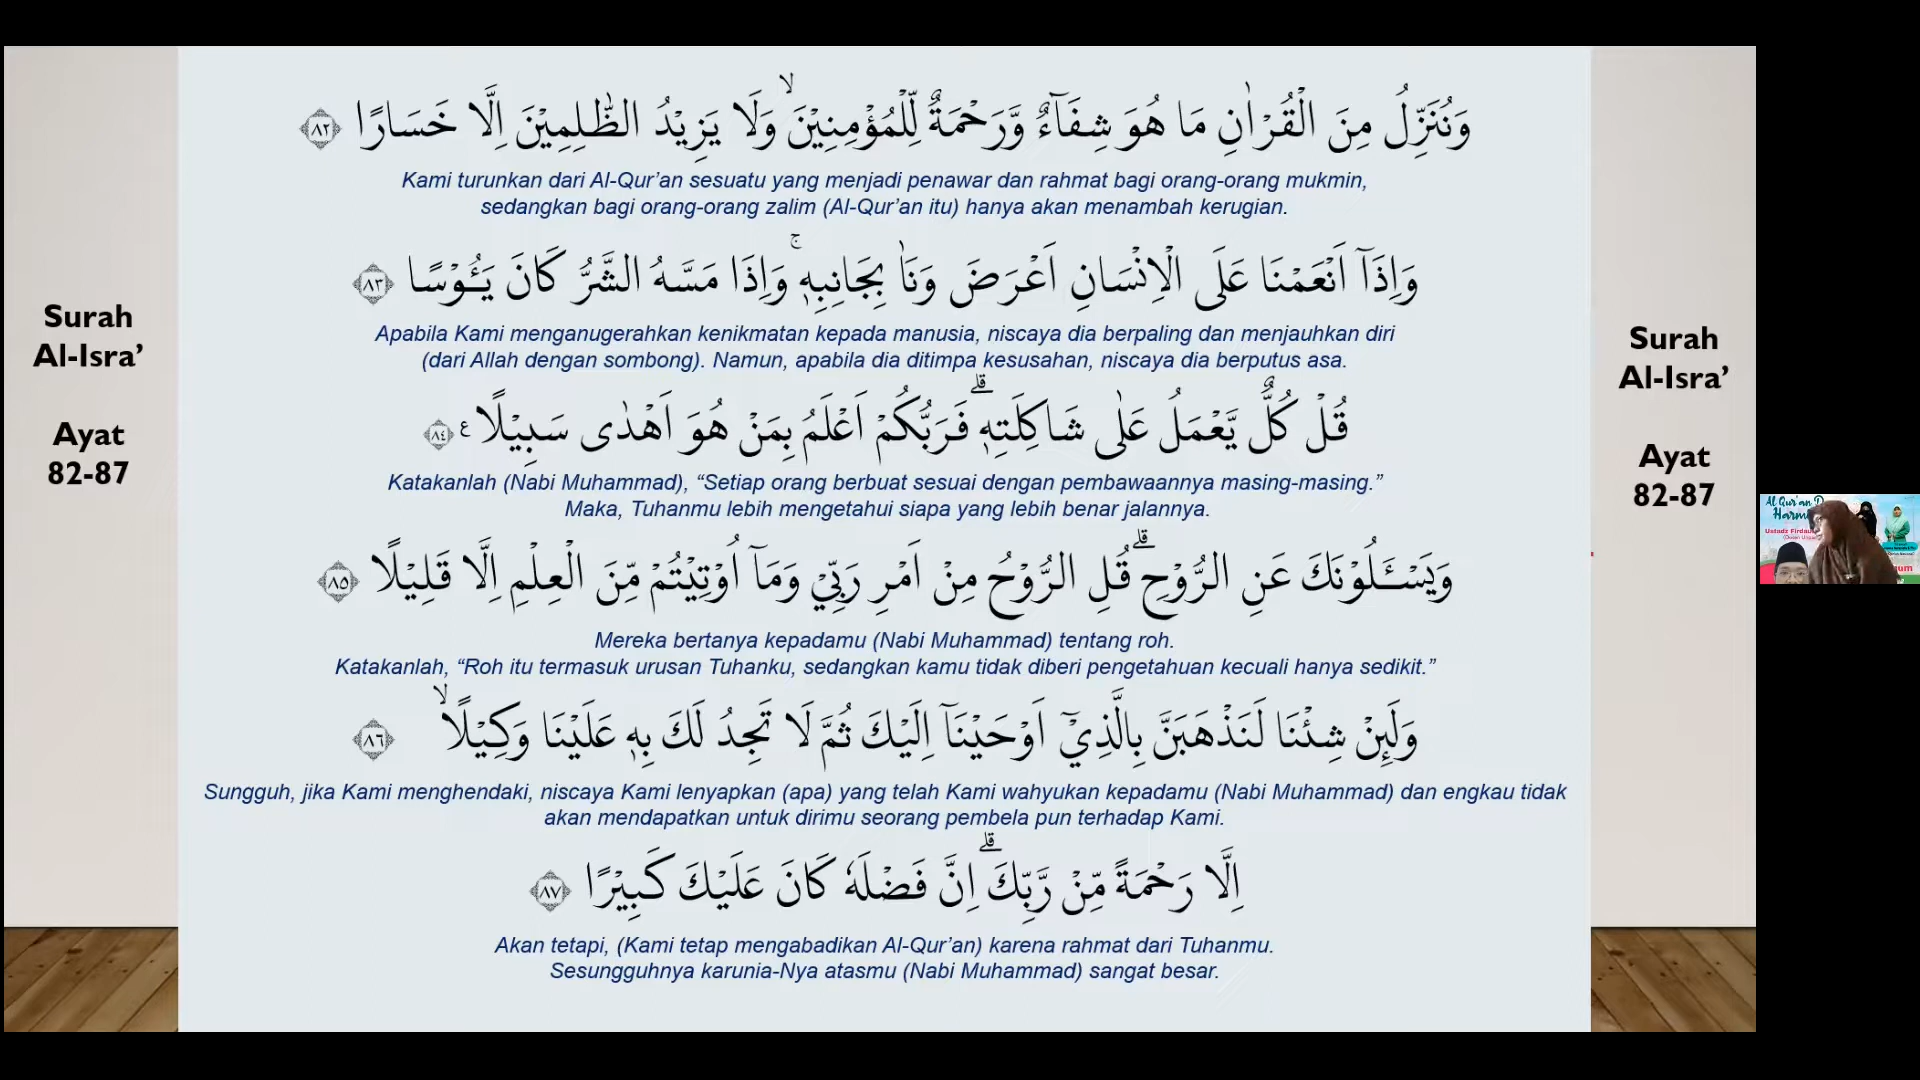 Surah
Al-Isra’
Ayat
82-87
وَنُنَزِّلُ مِنَ الْقُرْاٰنِ مَا هُوَ شِفَاۤءٌ وَّرَحْمَةٌ لِّلْمُؤْمِنِيْنَۙ وَلَا يَزِيْدُ الظّٰلِمِيْنَ اِلَّا خَسَارًا ٨٢
Kami turunkan dari Al-Qur’an sesuatu yang menjadi penawar dan rahmat bagi orang-orang mukmin,
sedangkan bagi orang-orang zalim (Al-Qur’an itu) hanya akan menambah kerugian.
وَاِذَآ اَنْعَمْنَا عَلَى الْاِنْسَانِ اَعْرَضَ وَنَاٰ بِجَانِبِهٖۚ وَاِذَا مَسَّهُ الشَّرُّ كَانَ يَـُٔوْسًا ٨٣
Apabila Kami menganugerahkan kenikmatan kepada manusia, niscaya dia berpaling dan menjauhkan diri
(dari Allah dengan sombong). Namun, apabila dia ditimpa kesusahan, niscaya dia berputus asa.
قُلْ كُلٌّ يَّعْمَلُ عَلٰى شَاكِلَتِهٖۗ فَرَبُّكُمْ اَعْلَمُ بِمَنْ هُوَ اَهْدٰى سَبِيْلًا ࣖ ٨٤
Katakanlah (Nabi Muhammad), “Setiap orang berbuat sesuai dengan pembawaannya masing-masing.”
Maka, Tuhanmu lebih mengetahui siapa yang lebih benar jalannya.
وَيَسْـَٔلُوْنَكَ عَنِ الرُّوْحِۗ قُلِ الرُّوْحُ مِنْ اَمْرِ رَبِّيْ وَمَآ اُوْتِيْتُمْ مِّنَ الْعِلْمِ اِلَّا قَلِيْلًا ٨٥
Mereka bertanya kepadamu (Nabi Muhammad) tentang roh.
Katakanlah, “Roh itu termasuk urusan Tuhanku, sedangkan kamu tidak diberi pengetahuan kecuali hanya sedikit.”
وَلَىِٕنْ شِئْنَا لَنَذْهَبَنَّ بِالَّذِيْٓ اَوْحَيْنَآ اِلَيْكَ ثُمَّ لَا تَجِدُ لَكَ بِهٖ عَلَيْنَا وَكِيْلًاۙ ٨٦
Sungguh, jika Kami menghendaki, niscaya Kami lenyapkan (apa) yang telah Kami wahyukan kepadamu (Nabi Muhammad) dan engkau tidak
akan mendapatkan untuk dirimu seorang pembela pun terhadap Kami.
اِلَّا رَحْمَةً مِّنْ رَّبِّكَۗ اِنَّ فَضْلَهٗ كَانَ عَلَيْكَ كَبِيْرًا ٨٧
Akan tetapi, (Kami tetap mengabadikan Al-Qur’an) karena rahmat dari Tuhanmu.
Sesungguhnya karunia-Nya atasmu (Nabi Muhammad) sangat besar.
Surah
Al-Isra’
Ayat
82-87
Al Qur'an
Ustadz